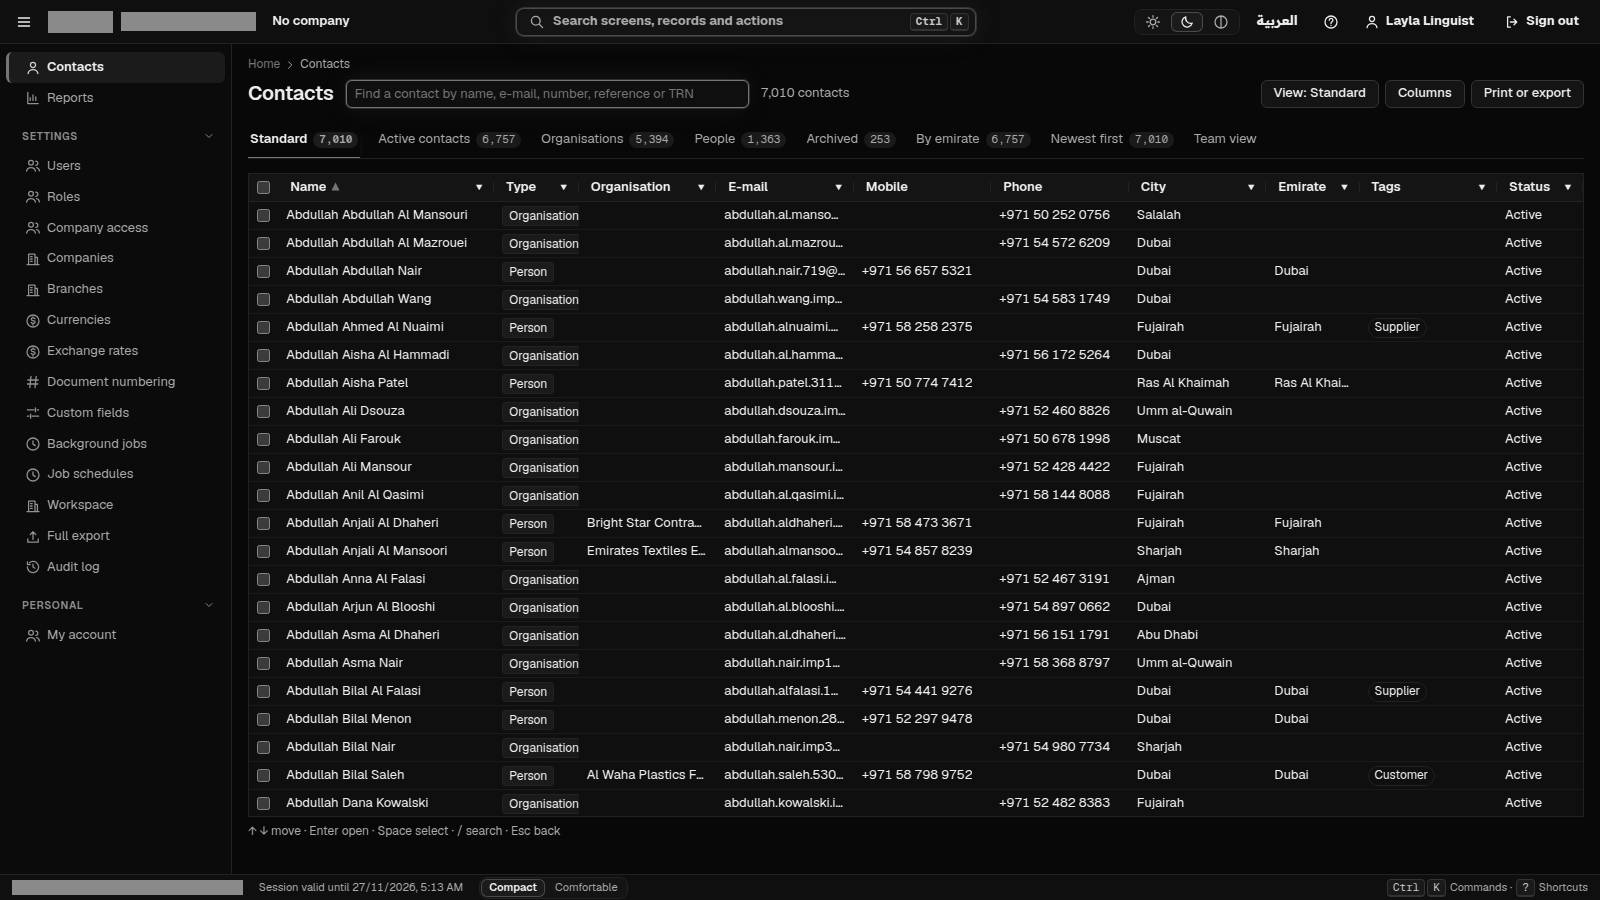 No company Search screens, records and actions Ctrl K العربية Layla Linguist Sign out
Contacts
Reports
SETTINGS
Users
Roles
Company access
Companies
Branches
Currencies
Exchange rates
Document numbering
Custom fields
Background jobs
Job schedules
Workspace
Full export
Audit log
PERSONAL
My account
Home > Contacts
Contacts Find a contact by name, e-mail, number, reference or TRN 7,010 contacts View: Standard Columns Print or export
Standard 7,010 Active contacts 6,757 Organisations 5,394 People 1,363 Archived 253 By emirate 6,757 Newest first 7,010 Team view
Name ▲ ▼ Type ▼ Organisation ▼ E-mail ▼ Mobile Phone City ▼ Emirate ▼ Tags ▼ Status ▼
Abdullah Abdullah Al Mansouri Organisation abdullah.al.manso… +971 50 252 0756 Salalah Active
Abdullah Abdullah Al Mazrouei Organisation abdullah.al.mazrou… +971 54 572 6209 Dubai Active
Abdullah Abdullah Nair Person abdullah.nair.719@… +971 56 657 5321 Dubai Dubai Active
Abdullah Abdullah Wang Organisation abdullah.wang.imp… +971 54 583 1749 Dubai Active
Abdullah Ahmed Al Nuaimi Person abdullah.alnuaimi.… +971 58 258 2375 Fujairah Fujairah Supplier Active
Abdullah Aisha Al Hammadi Organisation abdullah.al.hamma… +971 56 172 5264 Dubai Active
Abdullah Aisha Patel Person abdullah.patel.311… +971 50 774 7412 Ras Al Khaimah Ras Al Khai… Active
Abdullah Ali Dsouza Organisation abdullah.dsouza.im… +971 52 460 8826 Umm al-Quwain Active
Abdullah Ali Farouk Organisation abdullah.farouk.im… +971 50 678 1998 Muscat Active
Abdullah Ali Mansour Organisation abdullah.mansour.i… +971 52 428 4422 Fujairah Active
Abdullah Anil Al Qasimi Organisation abdullah.al.qasimi.i… +971 58 144 8088 Fujairah Active
Abdullah Anjali Al Dhaheri Person Bright Star Contra… abdullah.aldhaheri.… +971 58 473 3671 Fujairah Fujairah Active
Abdullah Anjali Al Mansoori Person Emirates Textiles E… abdullah.almansoo… +971 54 857 8239 Sharjah Sharjah Active
Abdullah Anna Al Falasi Organisation abdullah.al.falasi.i… +971 52 467 3191 Ajman Active
Abdullah Arjun Al Blooshi Organisation abdullah.al.blooshi.… +971 54 897 0662 Dubai Active
Abdullah Asma Al Dhaheri Organisation abdullah.al.dhaheri.… +971 56 151 1791 Abu Dhabi Active
Abdullah Asma Nair Organisation abdullah.nair.imp1… +971 58 368 8797 Umm al-Quwain Active
Abdullah Bilal Al Falasi Person abdullah.alfalasi.1… +971 54 441 9276 Dubai Dubai Supplier Active
Abdullah Bilal Menon Person abdullah.menon.28… +971 52 297 9478 Dubai Dubai Active
Abdullah Bilal Nair Organisation abdullah.nair.imp3… +971 54 980 7734 Sharjah Active
Abdullah Bilal Saleh Person Al Waha Plastics F… abdullah.saleh.530… +971 58 798 9752 Dubai Dubai Customer Active
Abdullah Dana Kowalski Organisation abdullah.kowalski.i… +971 52 482 8383 Fujairah Active
↑↓ move · Enter open · Space select · / search · Esc back
Session valid until 27/11/2026, 5:13 AM Compact Comfortable Ctrl K Commands · ? Shortcuts